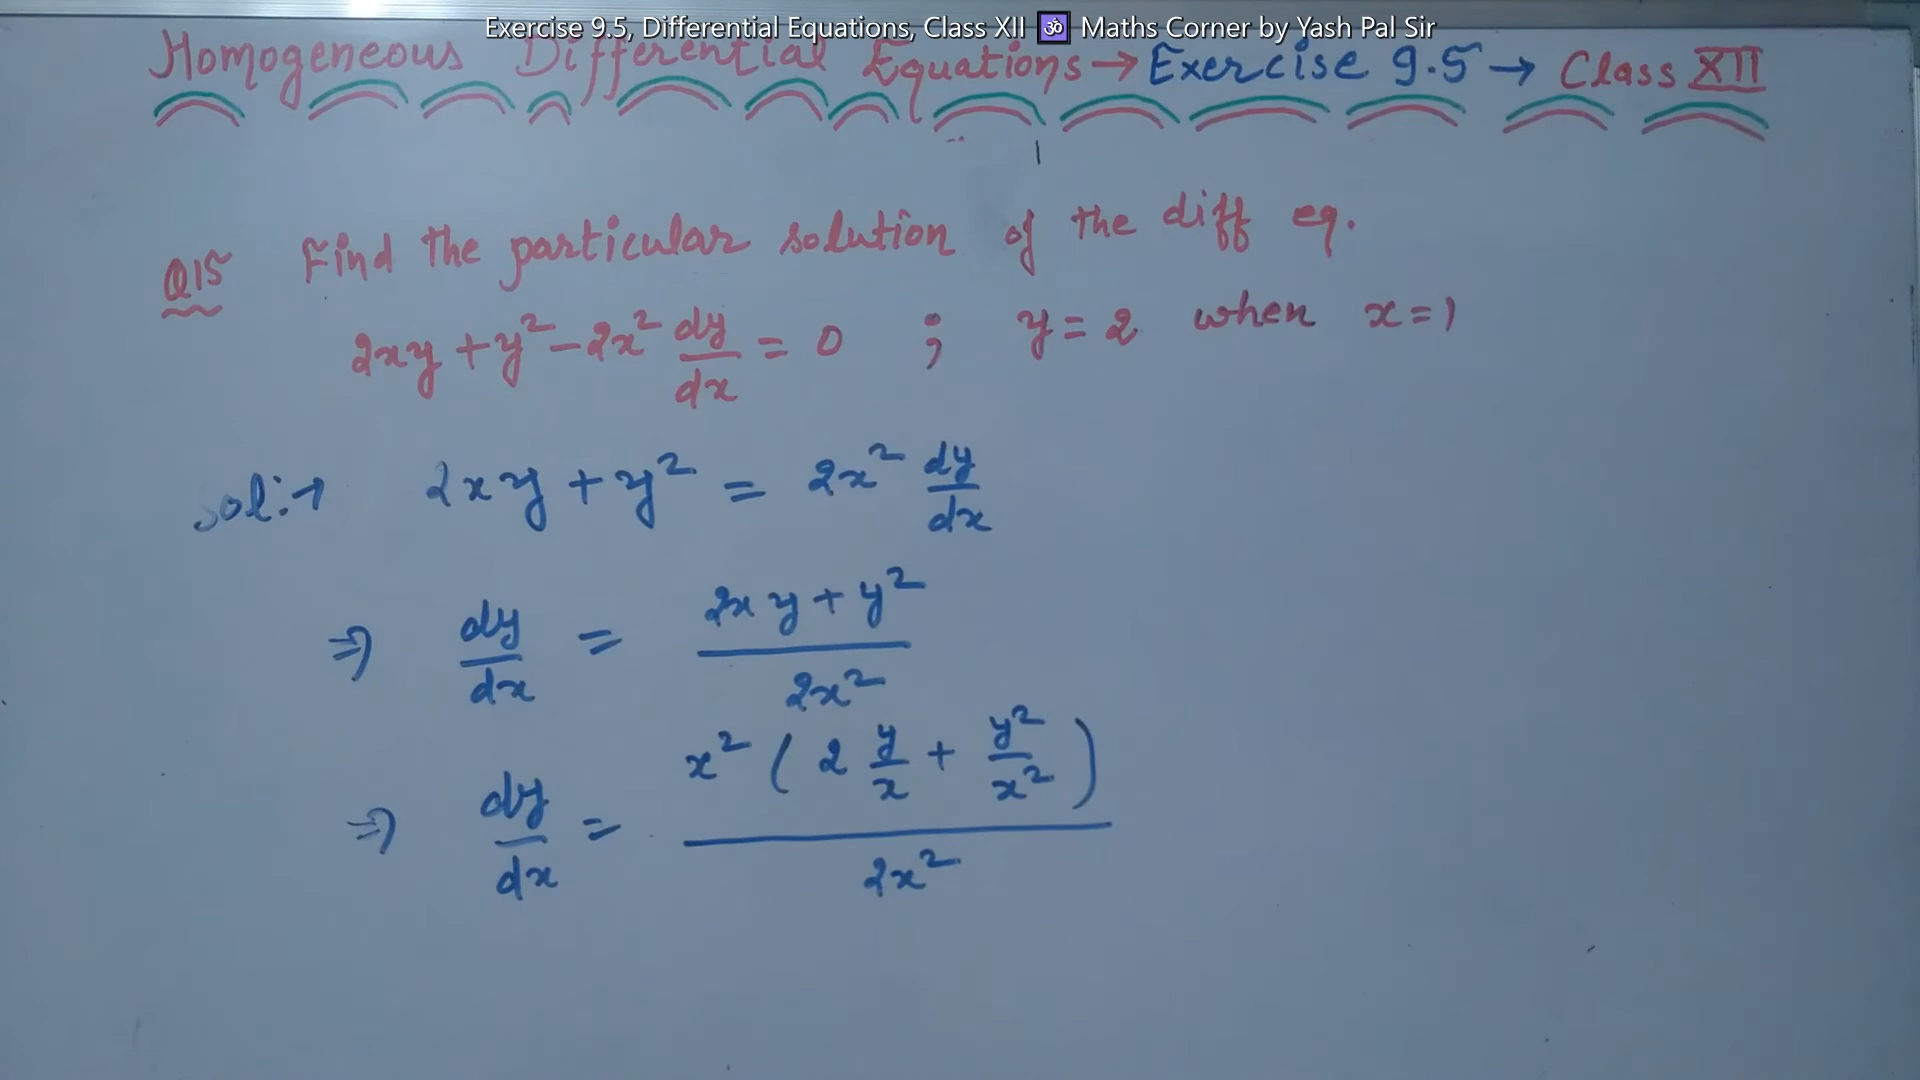 Exercise 9.5, Differential Equations, Class XII 🕉 Maths Corner by Yash Pal Sir
Homogeneous Differential Equations → Exercise 9.5 → Class XII
Q15 Find the particular solution of the diff eq.
2xy + y² - 2x² dy/dx = 0 ; y = 2 when x = 1
Sol:→ 2xy + y² = 2x² dy/dx
⇒ dy/dx = (2xy + y²)/(2x²)
⇒ dy/dx = x² ( 2 y/x + y²/x² ) / 2x²